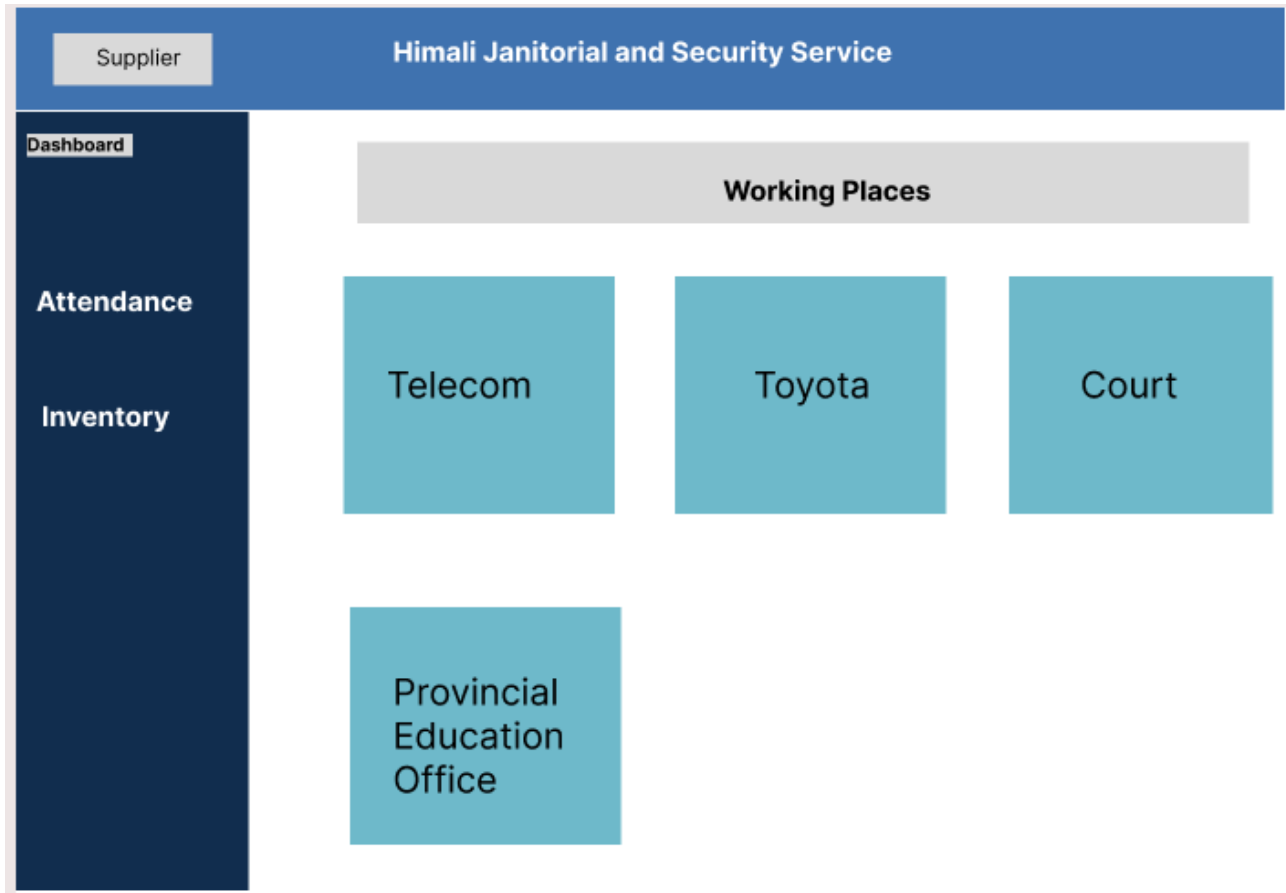 Supplier
Himali Janitorial and Security Service
Dashboard
Attendance
Inventory
Working Places
Telecom
Toyota
Court
Provincial
Education
Office